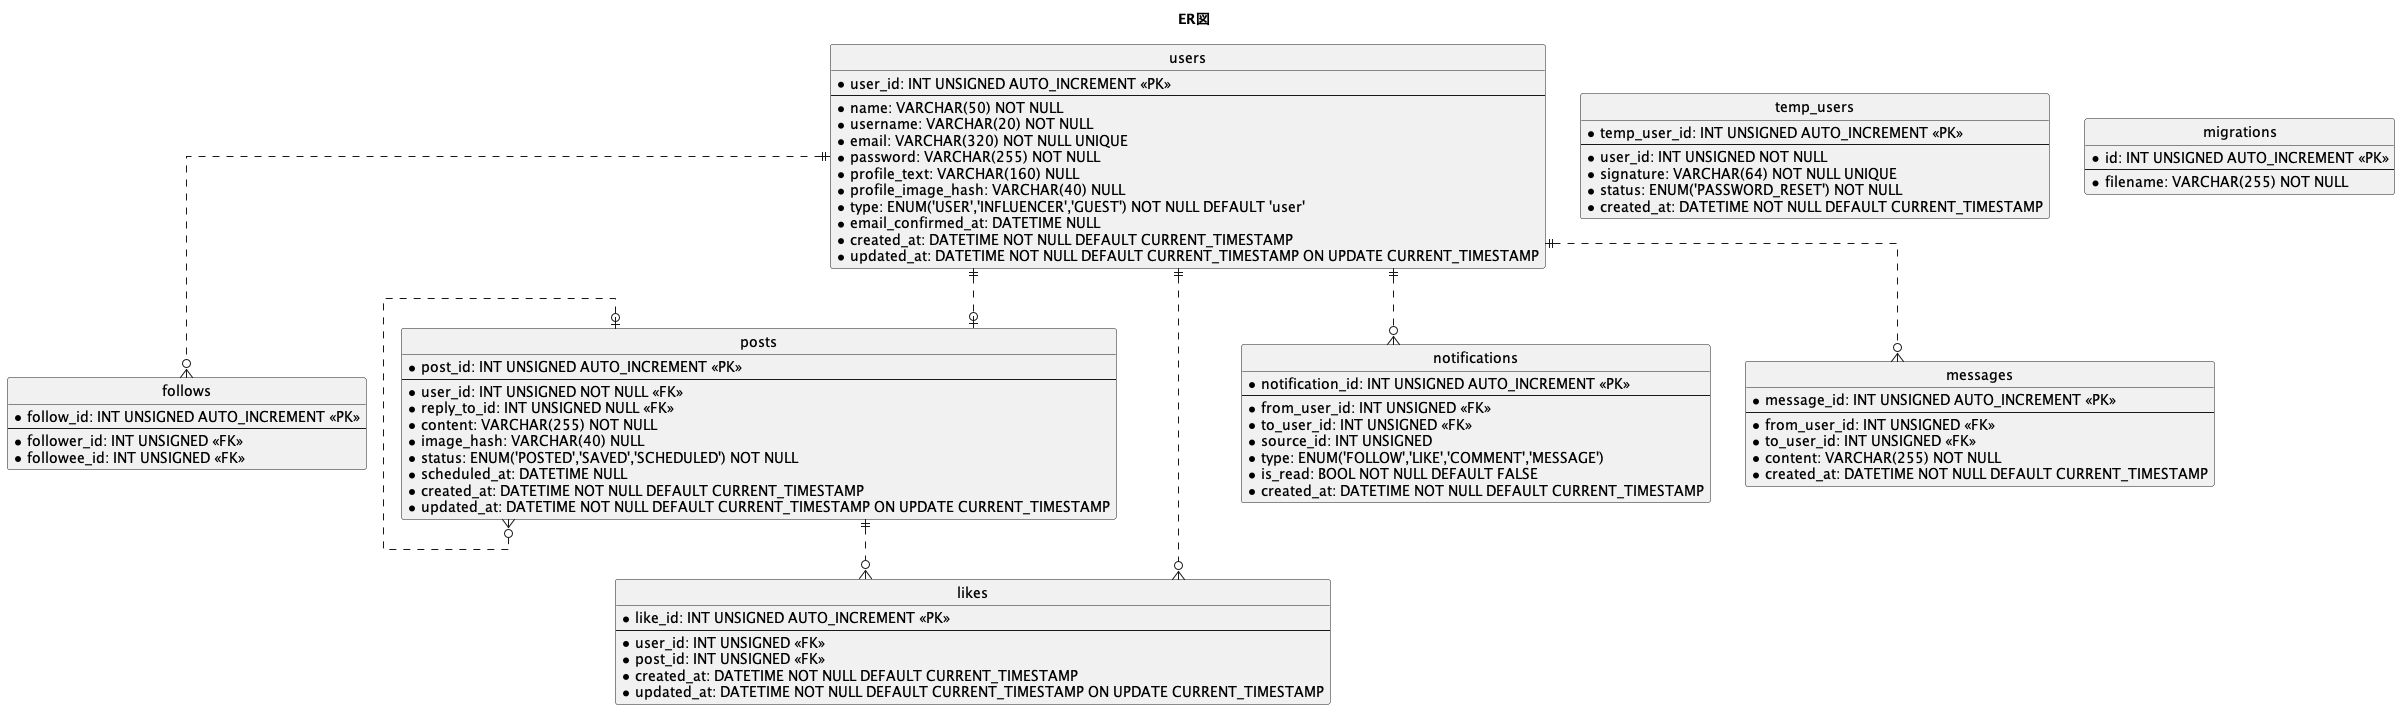 ER図
users
user_id: INT UNSIGNED AUTO_INCREMENT «PK»
name: VARCHAR(50) NOT NULL
username: VARCHAR(20) NOT NULL
email: VARCHAR(320) NOT NULL UNIQUE
password: VARCHAR(255) NOT NULL
profile_text: VARCHAR(160) NULL
profile_image_hash: VARCHAR(40) NULL
type: ENUM('USER','INFLUENCER','GUEST') NOT NULL DEFAULT 'user'
email_confirmed_at: DATETIME NULL
created_at: DATETIME NOT NULL DEFAULT CURRENT_TIMESTAMP
updated_at: DATETIME NOT NULL DEFAULT CURRENT_TIMESTAMP ON UPDATE CURRENT_TIMESTAMP
temp_users
temp_user_id: INT UNSIGNED AUTO_INCREMENT «PK»
user_id: INT UNSIGNED NOT NULL
signature: VARCHAR(64) NOT NULL UNIQUE
status: ENUM('PASSWORD_RESET') NOT NULL
created_at: DATETIME NOT NULL DEFAULT CURRENT_TIMESTAMP
migrations
id: INT UNSIGNED AUTO_INCREMENT «PK»
filename: VARCHAR(255) NOT NULL
follows
follow_id: INT UNSIGNED AUTO_INCREMENT «PK»
follower_id: INT UNSIGNED «FK»
followee_id: INT UNSIGNED «FK»
posts
post_id: INT UNSIGNED AUTO_INCREMENT «PK»
user_id: INT UNSIGNED NOT NULL «FK»
reply_to_id: INT UNSIGNED NULL «FK»
content: VARCHAR(255) NOT NULL
image_hash: VARCHAR(40) NULL
status: ENUM('POSTED','SAVED','SCHEDULED') NOT NULL
scheduled_at: DATETIME NULL
created_at: DATETIME NOT NULL DEFAULT CURRENT_TIMESTAMP
updated_at: DATETIME NOT NULL DEFAULT CURRENT_TIMESTAMP ON UPDATE CURRENT_TIMESTAMP
notifications
notification_id: INT UNSIGNED AUTO_INCREMENT «PK»
from_user_id: INT UNSIGNED «FK»
to_user_id: INT UNSIGNED «FK»
source_id: INT UNSIGNED
type: ENUM('FOLLOW','LIKE','COMMENT','MESSAGE')
is_read: BOOL NOT NULL DEFAULT FALSE
created_at: DATETIME NOT NULL DEFAULT CURRENT_TIMESTAMP
messages
message_id: INT UNSIGNED AUTO_INCREMENT «PK»
from_user_id: INT UNSIGNED «FK»
to_user_id: INT UNSIGNED «FK»
content: VARCHAR(255) NOT NULL
created_at: DATETIME NOT NULL DEFAULT CURRENT_TIMESTAMP
likes
like_id: INT UNSIGNED AUTO_INCREMENT «PK»
user_id: INT UNSIGNED «FK»
post_id: INT UNSIGNED «FK»
created_at: DATETIME NOT NULL DEFAULT CURRENT_TIMESTAMP
updated_at: DATETIME NOT NULL DEFAULT CURRENT_TIMESTAMP ON UPDATE CURRENT_TIMESTAMP